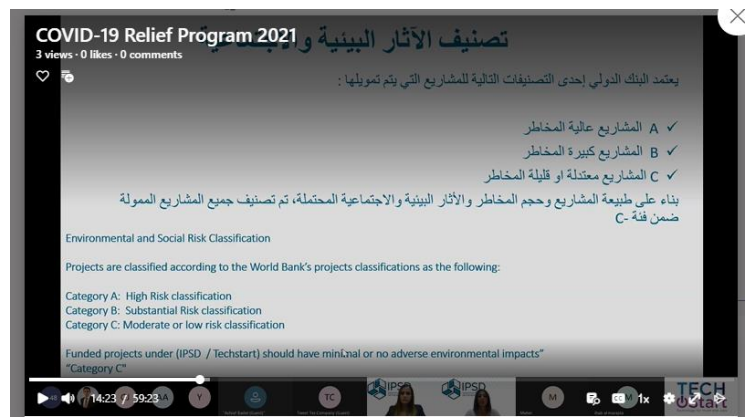 COVID-19 Relief Program 2021
تصنيف الآثار البيئية والاجتماعية
3 views · 0 likes · 0 comments
يعتمد البنك الدولي إحدى التصنيفات التالية للمشاريع التي يتم تمويلها :
✓ A المشاريع عالية المخاطر
✓ B المشاريع كبيرة المخاطر
✓ C المشاريع معتدلة او قليلة المخاطر
بناء على طبيعة المشاريع وحجم المخاطر والأثار البيئية والاجتماعية المحتملة، تم تصنيف جميع المشاريع الممولة
ضمن فئة -C
Environmental and Social Risk Classification
Projects are classified according to the World Bank's projects classifications as the following:
Category A: High Risk classification
Category B: Substantial Risk classification
Category C: Moderate or low risk classification
Funded projects under (IPSD / Techstart) should have minimal or no adverse environmental impacts"
"Category C"
14:23 / 59:23
AA
Y
TC
IPSD
IPSD
M
M
CC
1x
TECH
START